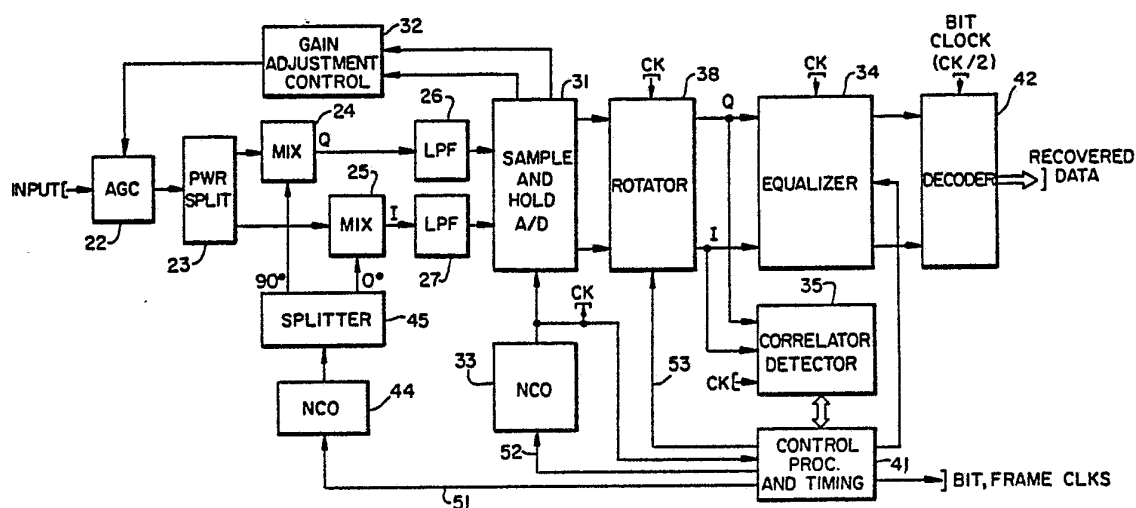 32
GAIN
ADJUSTMENT
CONTROL
BIT
CLOCK
(CK/2)
31
CK
38
CK
34
42
24
26
MIX
Q
LPF
Q
INPUT
AGC
PWR
SPLIT
25
SAMPLE
AND
HOLD
A/D
ROTATOR
EQUALIZER
DECODER
RECOVERED
DATA
22
MIX
I
LPF
I
23
27
90°
0°
CK
35
SPLITTER
45
CORRELATOR
DETECTOR
33
NCO
53
CK
NCO
44
52
CONTROL
PROC.
AND TIMING
41
BIT, FRAME CLKS
51